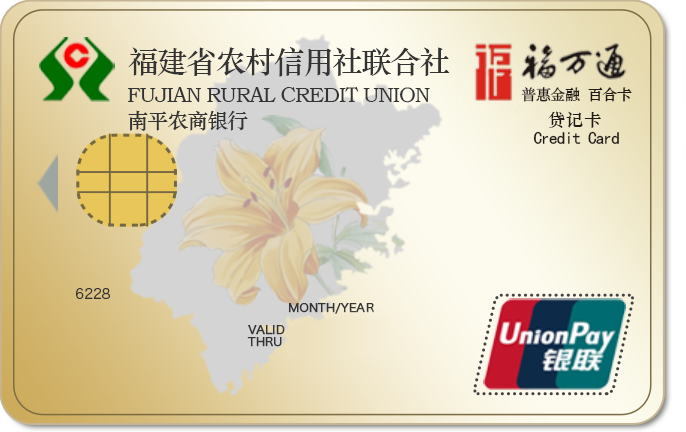 福建省农村信用社联合社
FUJIAN RURAL CREDIT UNION
南平农商银行
福
福万通
普惠金融 百合卡
贷记卡
Credit Card
6228
MONTH/YEAR
VALID
THRU
UnionPay
银联